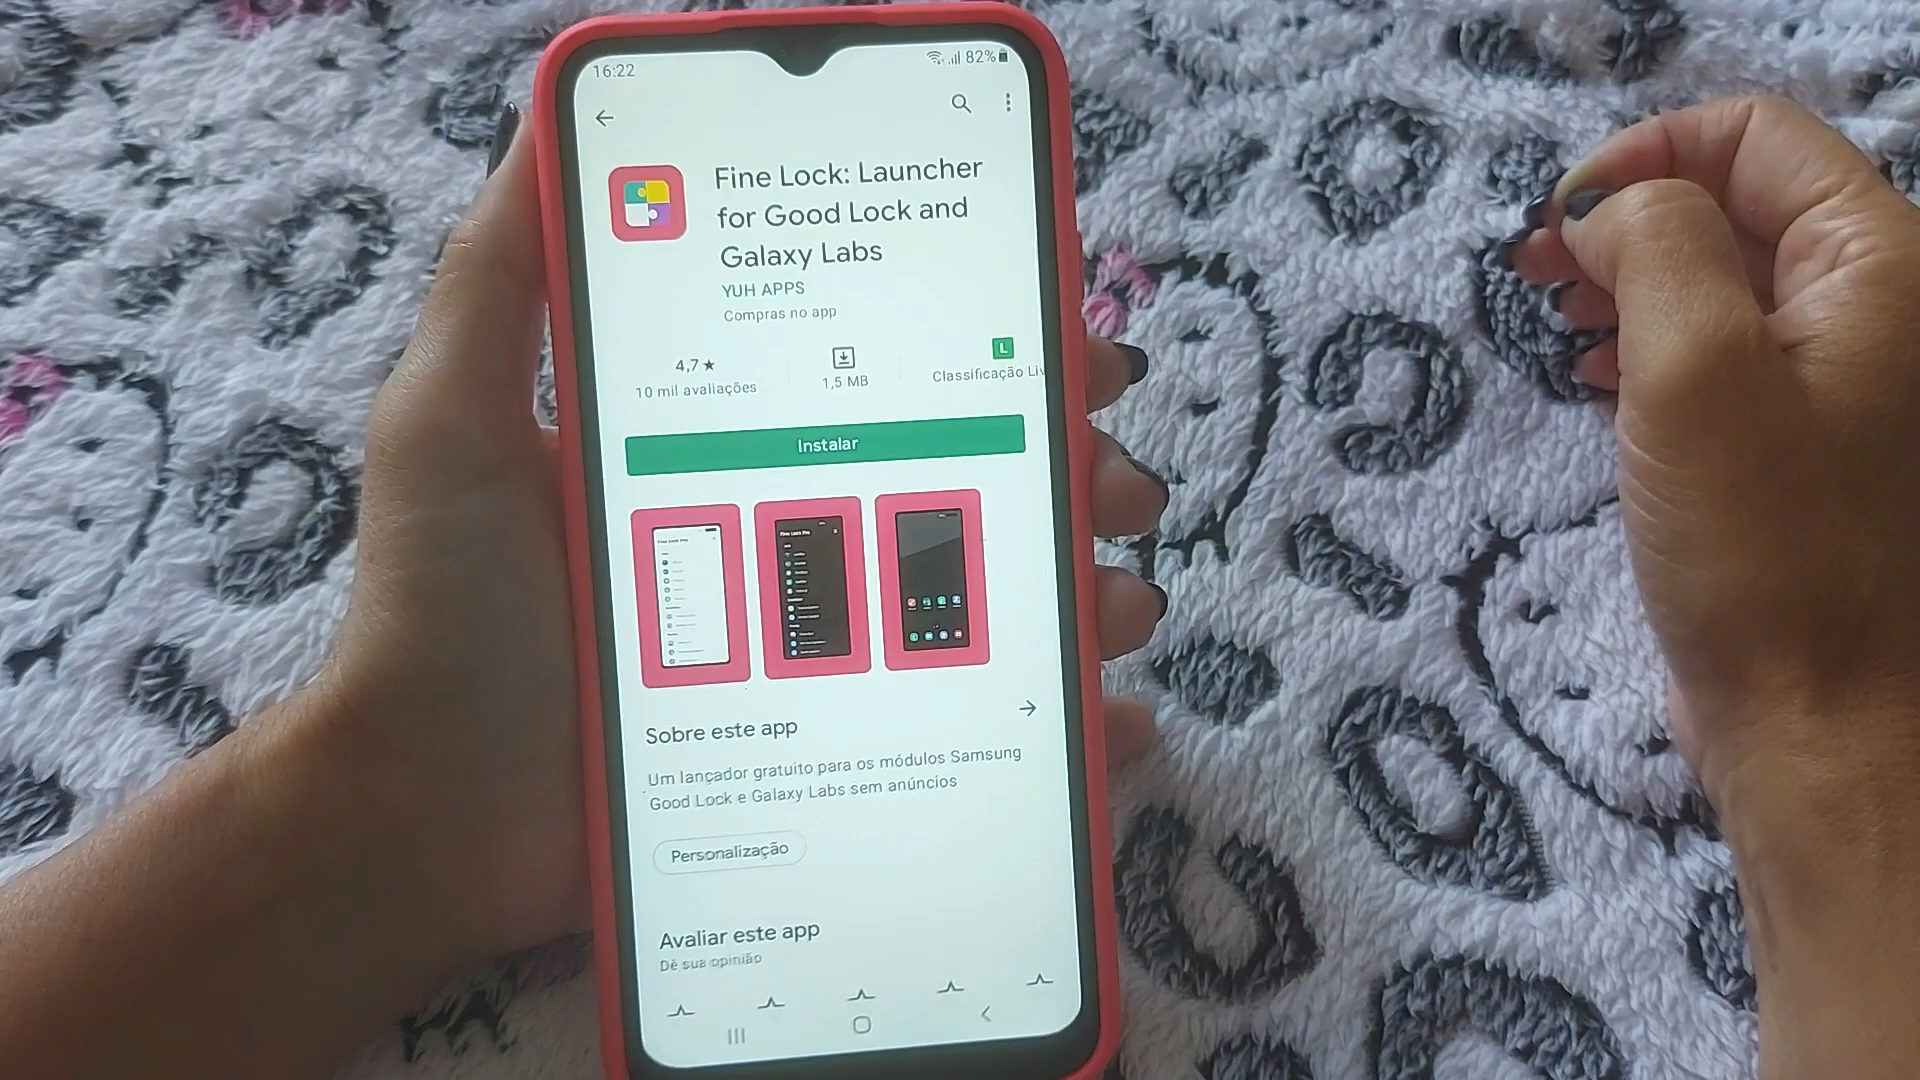 16:22
82%
Fine Lock: Launcher
for Good Lock and
Galaxy Labs
YUH APPS
Compras no app
4,7★
10 mil avaliações
1,5 MB
L
Classificação Liv
Instalar
Sobre este app
Um lançador gratuito para os módulos Samsung
Good Lock e Galaxy Labs sem anúncios
Personalização
Avaliar este app
Dê sua opinião